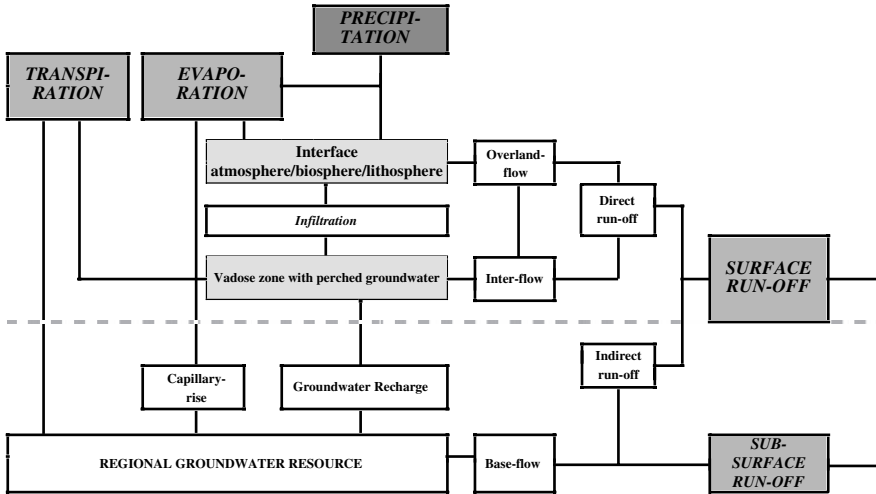 PRECIPI-
TATION
TRANSPI-
RATION
EVAPO-
RATION
Interface
atmosphere/biosphere/lithosphere
Overland-
flow
Infiltration
Direct
run-off
Vadose zone with perched groundwater
Inter-flow
SURFACE
RUN-OFF
Indirect
run-off
Capillary-
rise
Groundwater Recharge
REGIONAL GROUNDWATER RESOURCE
Base-flow
SUB-
SURFACE
RUN-OFF